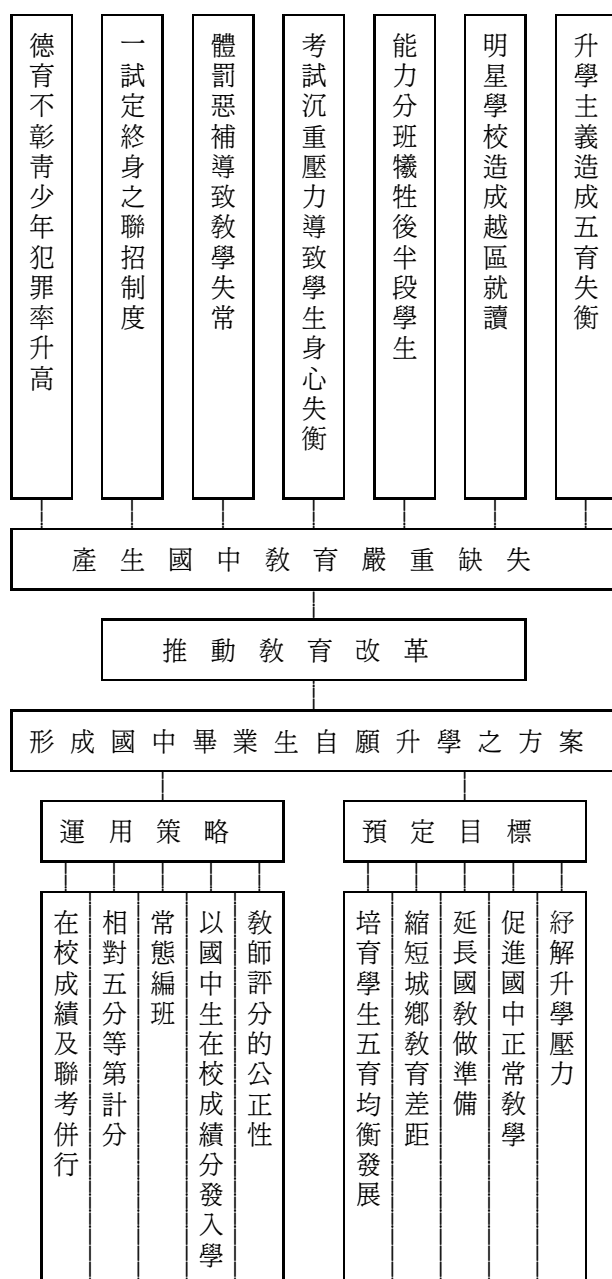 升學主義造成五育失衡
明星學校造成越區就讀
能力分班犧牲後半段學生
考試沉重壓力導致學生身心失衡
體罰惡補導致教學失常
一試定終身之聯招制度
德育不彰青少年犯罪率升高
產生國中教育嚴重缺失
推動教育改革
形成國中畢業生自願升學之方案
預定目標
紓解升學壓力
促進國中正常教學
延長國教做準備
縮短城鄉教育差距
培育學生五育均衡發展
運用策略
教師評分的公正性
以國中生在校成績分發入學
常態編班
相對五分等第計分
在校成績及聯考併行